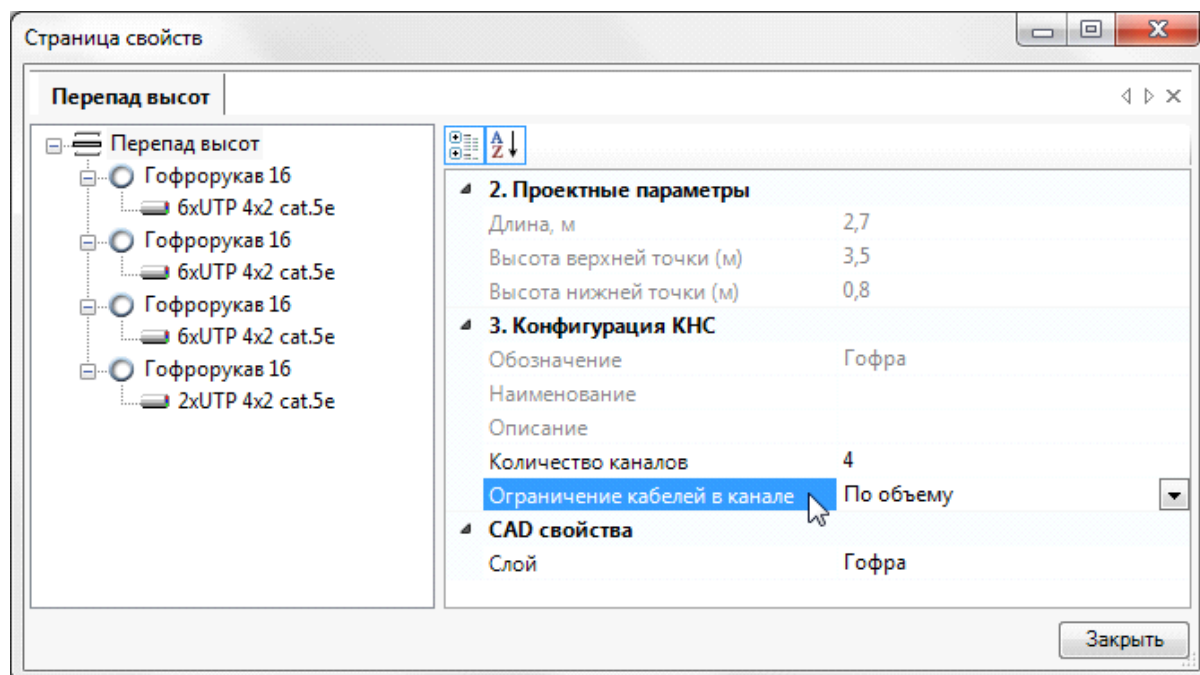 Страница свойств
Перепад высот
Перепад высот
Гофрорукав 16
6xUTP 4x2 cat.5e
Гофрорукав 16
6xUTP 4x2 cat.5e
Гофрорукав 16
6xUTP 4x2 cat.5e
Гофрорукав 16
2xUTP 4x2 cat.5e
2. Проектные параметры
Длина, м 2,7
Высота верхней точки (м) 3,5
Высота нижней точки (м) 0,8
3. Конфигурация КНС
Обозначение Гофра
Наименование
Описание
Количество каналов 4
Ограничение кабелей в канале По объему
CAD свойства
Слой Гофра
Закрыть